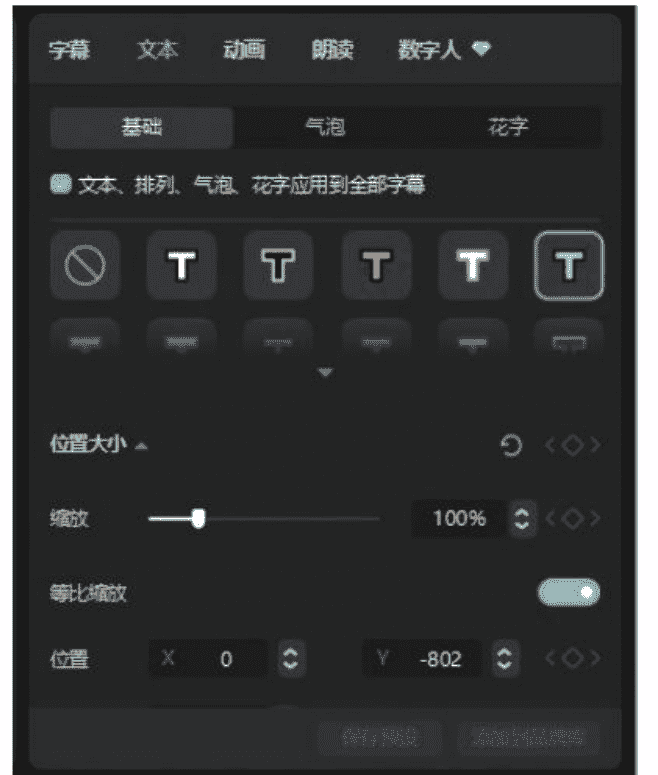 字幕 文本 动画 朗读 数字人
基础 气泡 花字
文本、排列、气泡、花字应用到全部字幕
T T T T T
位置大小
缩放 100%
等比缩放
位置 X 0 Y -802